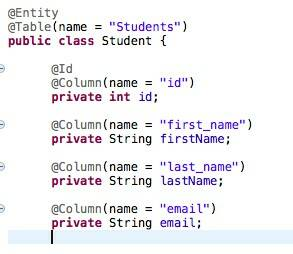 @Entity
@Table(name = "Students")
public class Student {
@Id
@Column(name = "id")
private int id;
@Column(name = "first_name")
private String firstName;
@Column(name = "last_name")
private String lastName;
@Column(name = "email")
private String email;